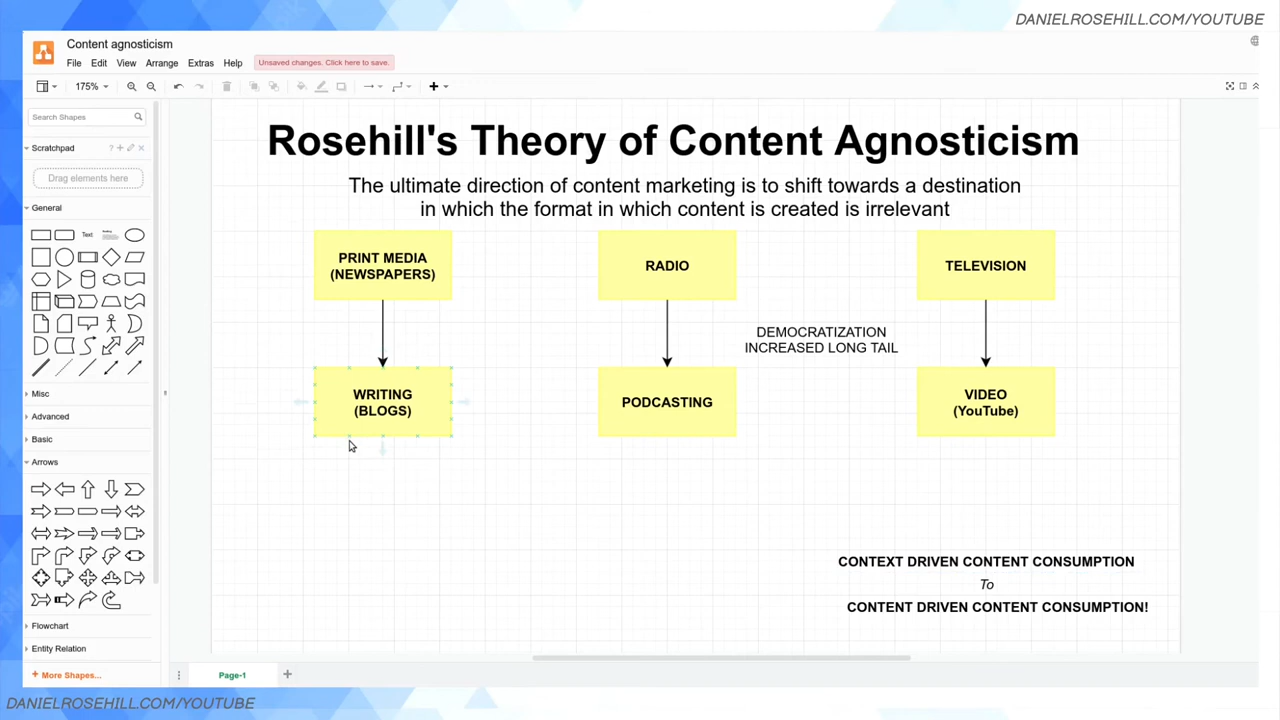 DANIELROSEHILL.COM/YOUTUBE
Content agnosticism
File Edit View Arrange Extras Help Unsaved changes. Click here to save.
175%
Search Shapes
Scratchpad
Drag elements here
General
Text
Heading
Misc
Advanced
Basic
Arrows
Flowchart
Entity Relation
+ More Shapes...
Rosehill's Theory of Content Agnosticism
The ultimate direction of content marketing is to shift towards a destination
in which the format in which content is created is irrelevant
PRINT MEDIA
(NEWSPAPERS)
RADIO
TELEVISION
DEMOCRATIZATION
INCREASED LONG TAIL
WRITING
(BLOGS)
PODCASTING
VIDEO
(YouTube)
CONTEXT DRIVEN CONTENT CONSUMPTION
To
CONTENT DRIVEN CONTENT CONSUMPTION!
Page-1
DANIELROSEHILL.COM/YOUTUBE